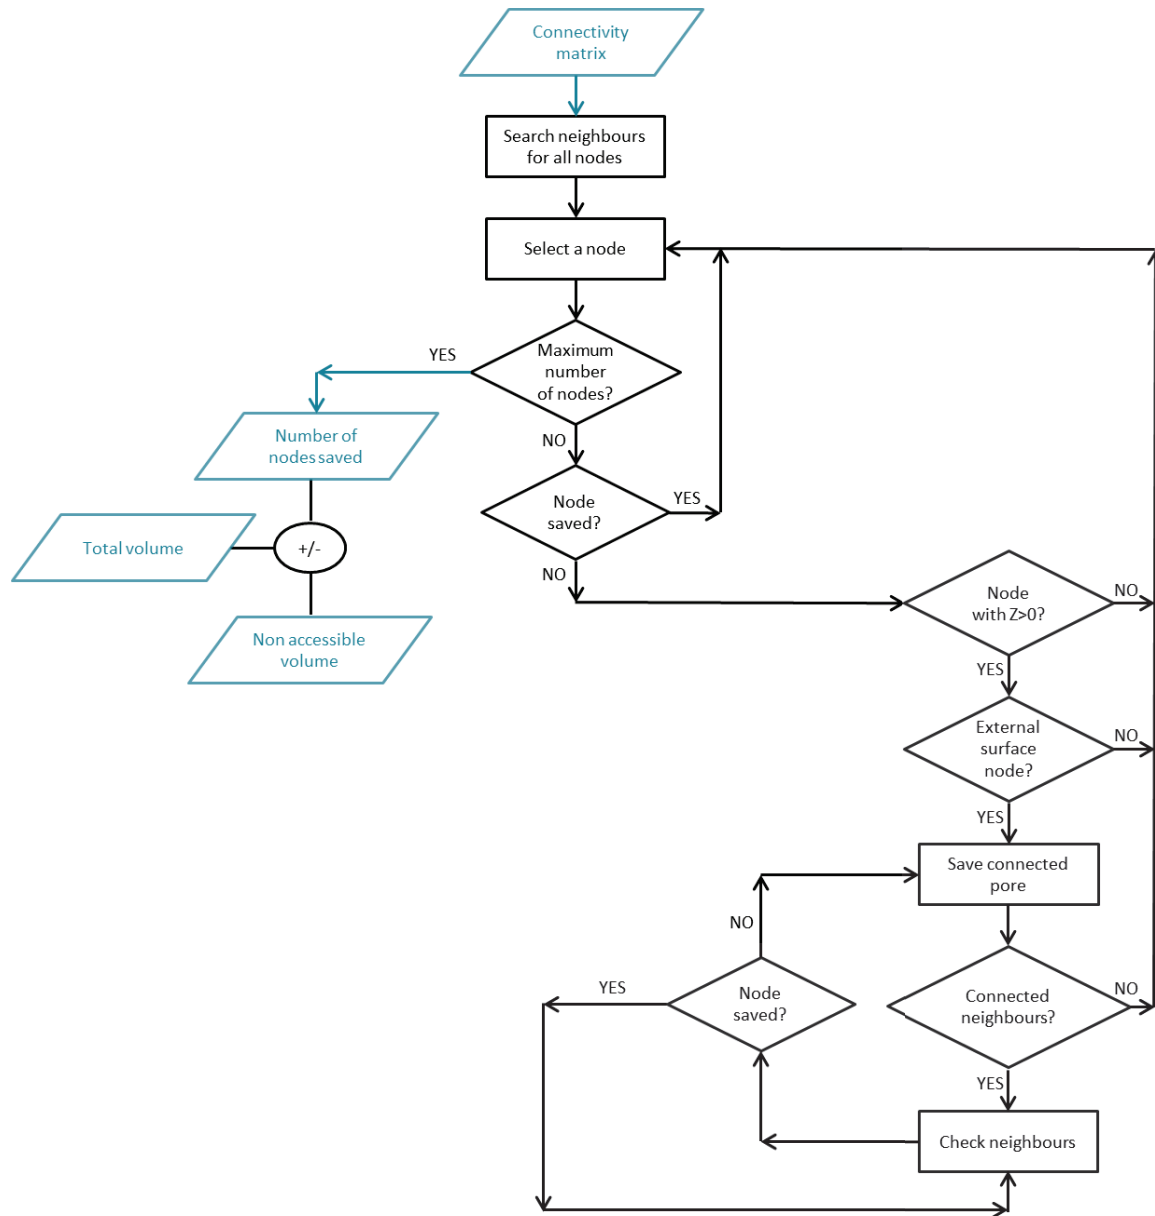 Connectivity
matrix
Search neighbours
for all nodes
Select a node
YES
Maximum
number
of nodes?
Number of
nodes saved
NO
Node
saved?
YES
Total volume
+/-
NO
Node
with Z>0?
NO
Non accessible
volume
YES
External
surface
node?
NO
YES
Save connected
pore
NO
YES
Node
saved?
Connected
neighbours?
NO
YES
Check neighbours